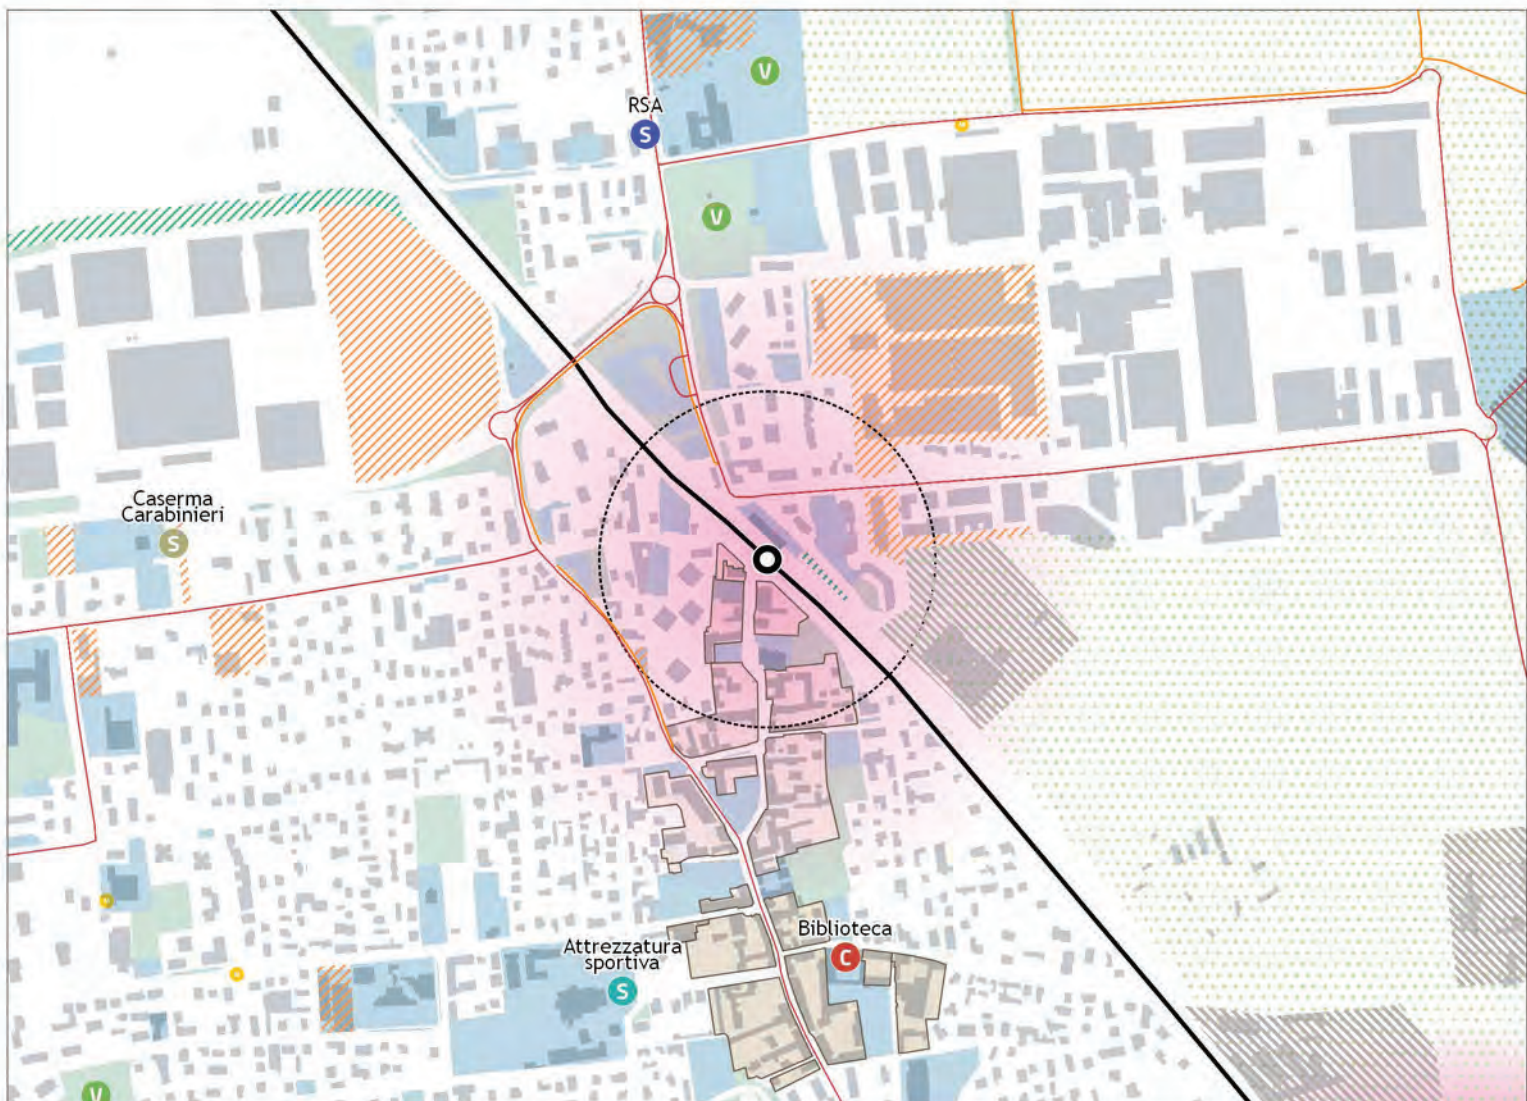 V
RSA
S
V
Caserma
Carabinieri
S
Biblioteca
C
Attrezzatura
sportiva
S
V